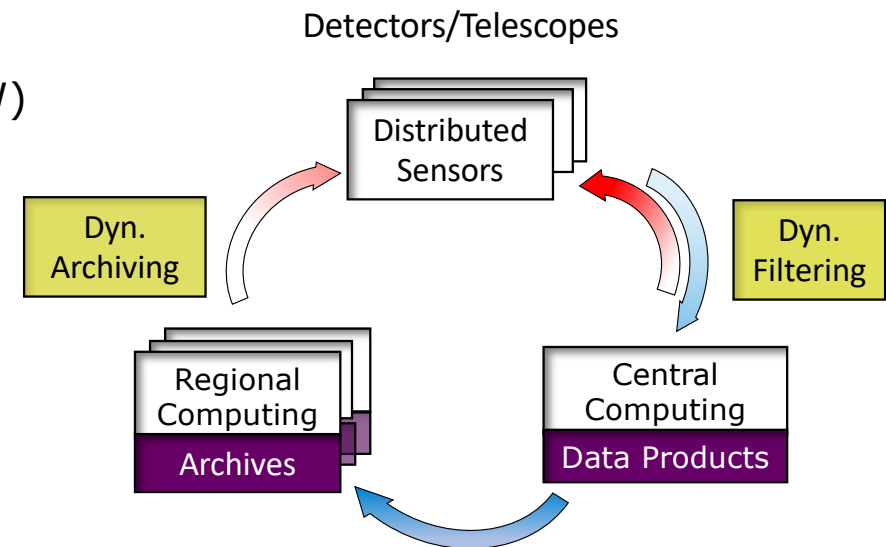 Detectors/Telescopes
)
Distributed
Sensors
Dyn.
Archiving
Dyn.
Filtering
Regional
Computing
Archives
Central
Computing
Data Products